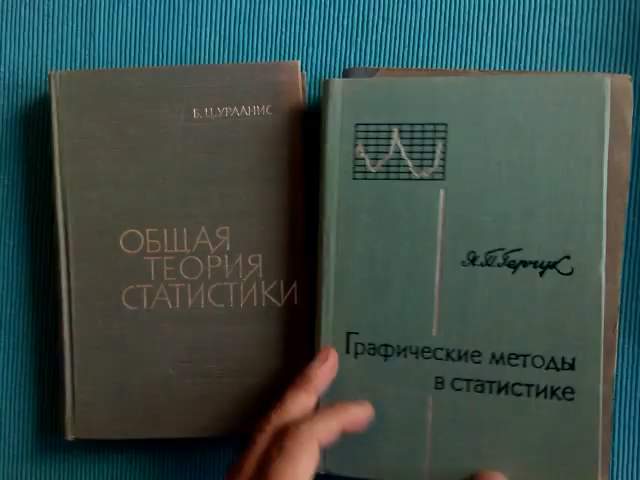 Б. Ц. УРЛАНИС
ОБЩАЯ
ТЕОРИЯ
СТАТИСТИКИ
Я. П. Герчук
Графические методы
в статистике